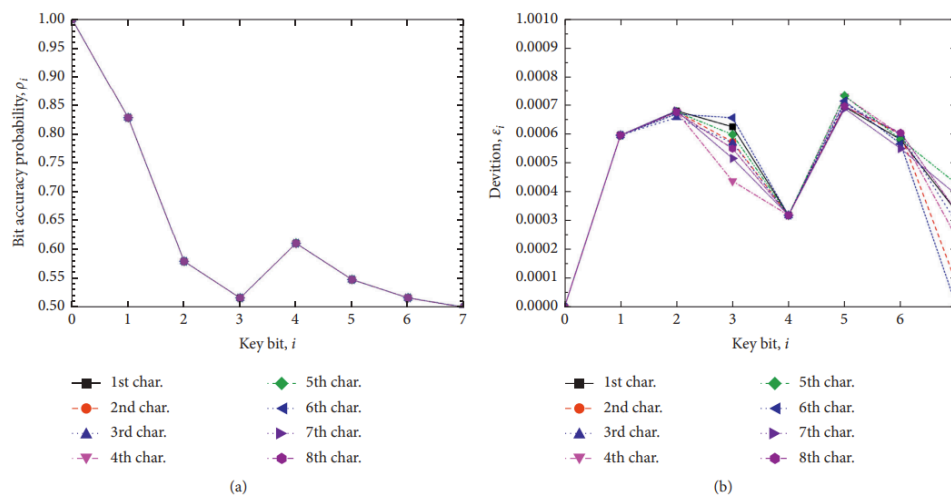 1.00
0.95
0.90
0.85
0.80
0.75
0.70
0.65
0.60
0.55
0.50
Bit accuracy probability, ρi
0 1 2 3 4 5 6 7
Key bit, i
1st char.
2nd char.
3rd char.
4th char.
5th char.
6th char.
7th char.
8th char.
(a)
0.0010
0.0009
0.0008
0.0007
0.0006
0.0005
0.0004
0.0003
0.0002
0.0001
0.0000
Devition, εi
0 1 2 3 4 5 6
Key bit, i
1st char.
2nd char.
3rd char.
4th char.
5th char.
6th char.
7th char.
8th char.
(b)